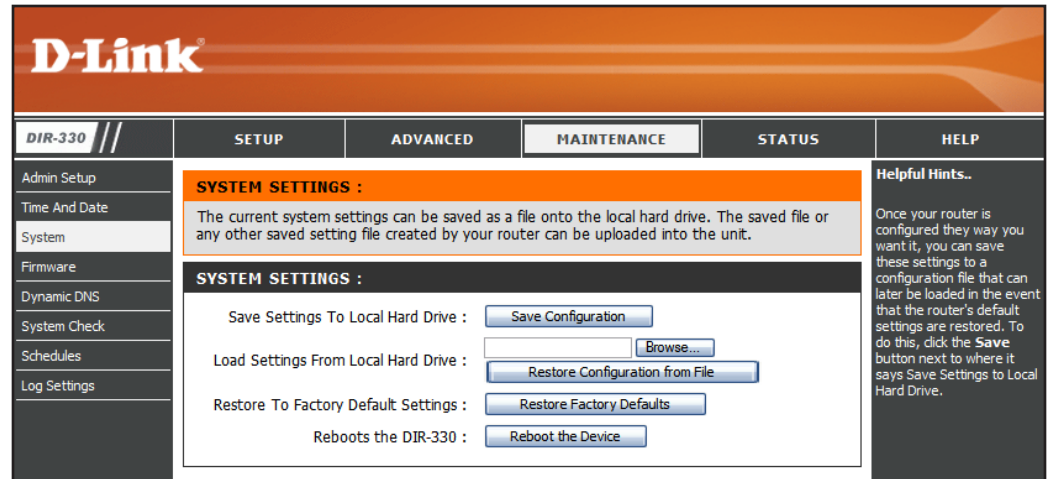 D-Link®
DIR-330
SETUP
ADVANCED
MAINTENANCE
STATUS
HELP
Admin Setup
Time And Date
System
Firmware
Dynamic DNS
System Check
Schedules
Log Settings
SYSTEM SETTINGS :
The current system settings can be saved as a file onto the local hard drive. The saved file or
any other saved setting file created by your router can be uploaded into the unit.
SYSTEM SETTINGS :
Save Settings To Local Hard Drive : Save Configuration
Load Settings From Local Hard Drive : Browse...
Restore Configuration from File
Restore To Factory Default Settings : Restore Factory Defaults
Reboots the DIR-330 : Reboot the Device
Helpful Hints..
Once your router is
configured they way you
want it, you can save
these settings to a
configuration file that can
later be loaded in the event
that the router's default
settings are restored. To
do this, click the Save
button next to where it
says Save Settings to Local
Hard Drive.